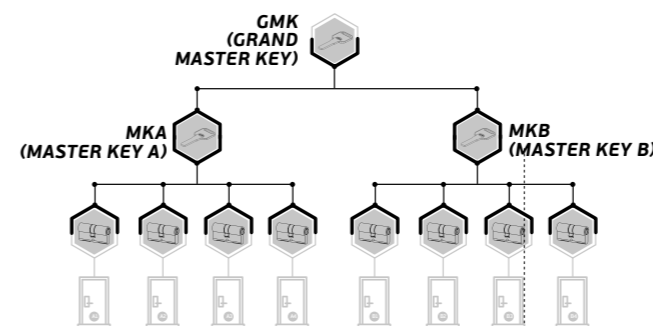 GMK
(GRAND
MASTER KEY)
MKA
(MASTER KEY A)
MKB
(MASTER KEY B)